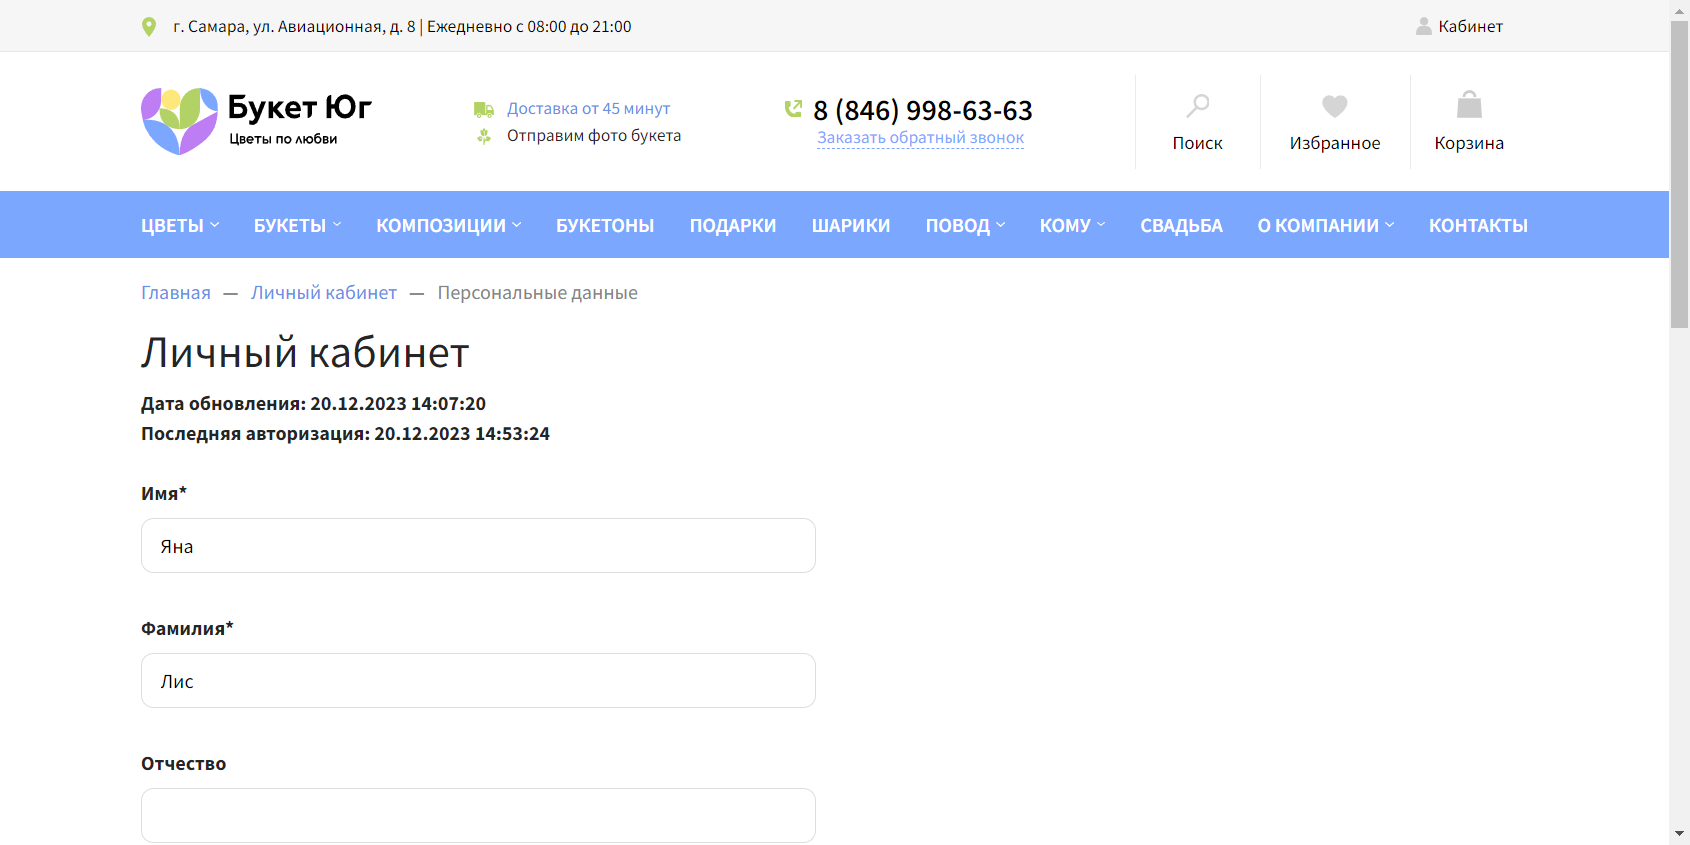 г. Самара, ул. Авиационная, д. 8 | Ежедневно с 08:00 до 21:00
Кабинет
Букет Юг
Цветы по любви
Доставка от 45 минут
Отправим фото букета
8 (846) 998-63-63
Заказать обратный звонок
Поиск
Избранное
Корзина
ЦВЕТЫ БУКЕТЫ КОМПОЗИЦИИ БУКЕТОНЫ ПОДАРКИ ШАРИКИ ПОВОД КОМУ СВАДЬБА О КОМПАНИИ КОНТАКТЫ
Главная — Личный кабинет — Персональные данные
Личный кабинет
Дата обновления: 20.12.2023 14:07:20
Последняя авторизация: 20.12.2023 14:53:24
Имя*
Яна
Фамилия*
Лис
Отчество